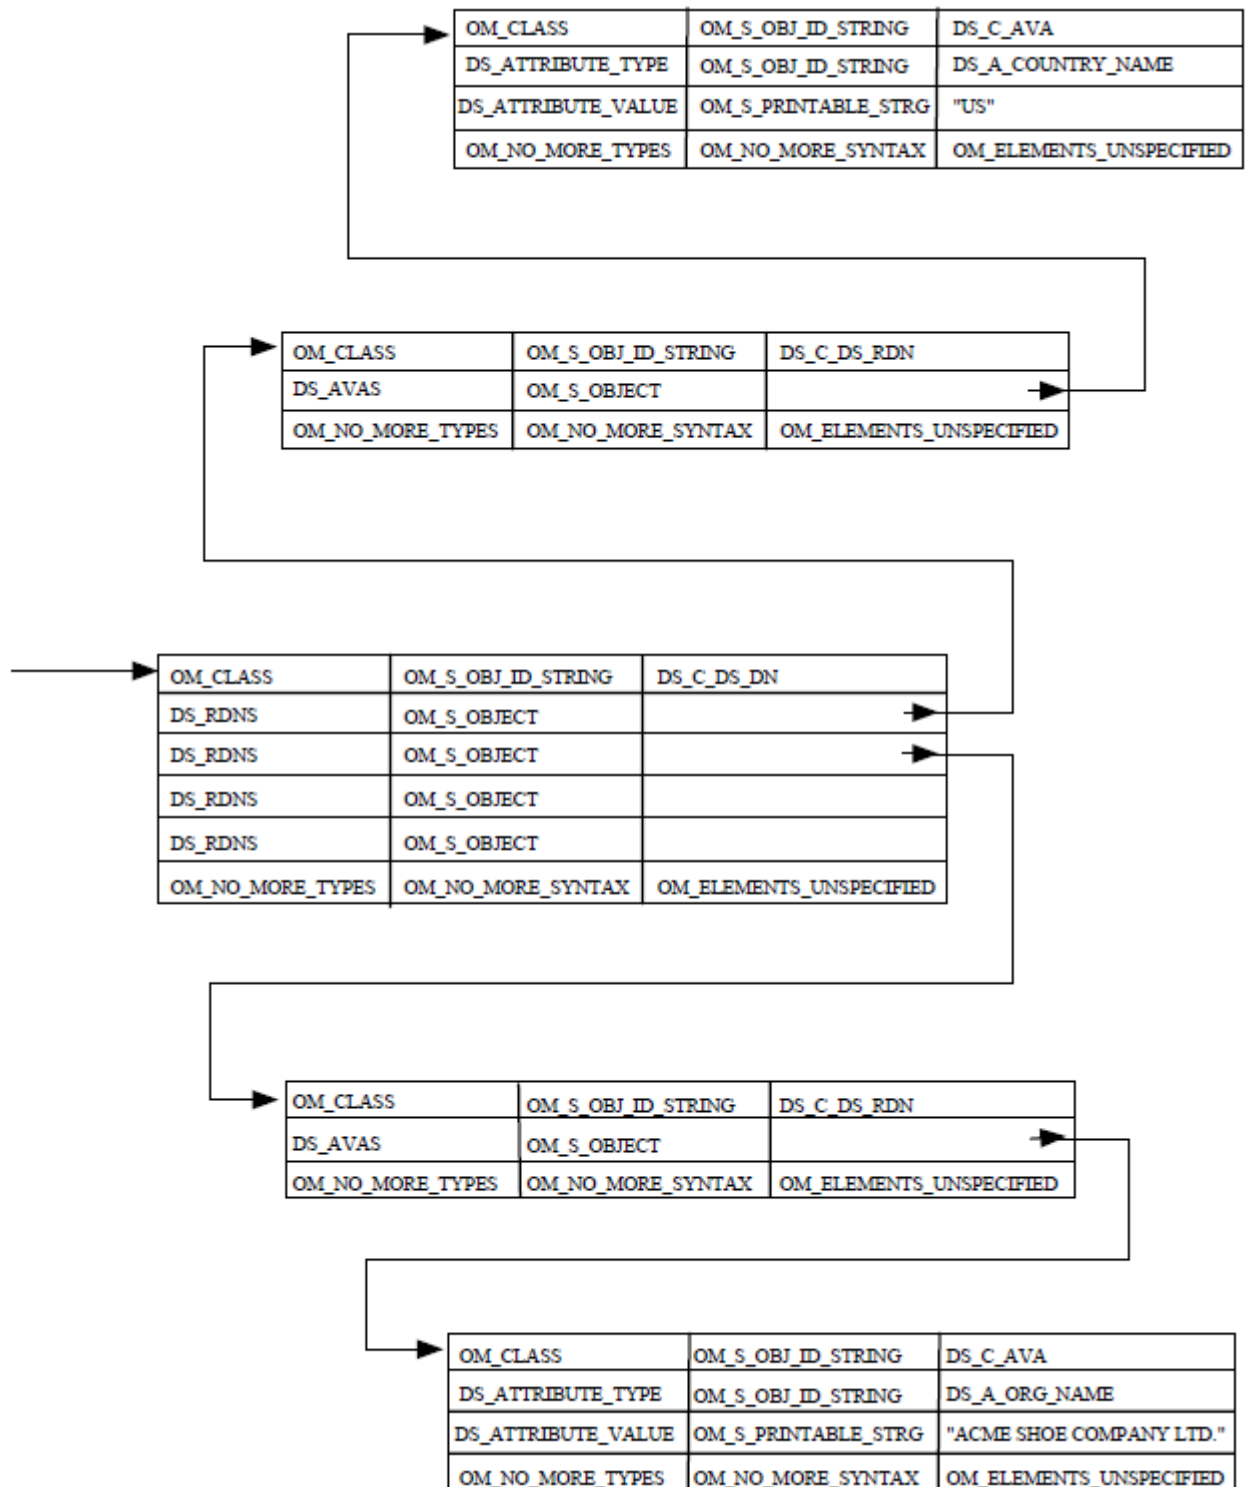 OM_CLASS OM_S_OBJ_ID_STRING DS_C_AVA
DS_ATTRIBUTE_TYPE OM_S_OBJ_ID_STRING DS_A_COUNTRY_NAME
DS_ATTRIBUTE_VALUE OM_S_PRINTABLE_STRG "US"
OM_NO_MORE_TYPES OM_NO_MORE_SYNTAX OM_ELEMENTS_UNSPECIFIED
OM_CLASS OM_S_OBJ_ID_STRING DS_C_DS_RDN
DS_AVAS OM_S_OBJECT
OM_NO_MORE_TYPES OM_NO_MORE_SYNTAX OM_ELEMENTS_UNSPECIFIED
OM_CLASS OM_S_OBJ_ID_STRING DS_C_DS_DN
DS_RDNS OM_S_OBJECT
DS_RDNS OM_S_OBJECT
DS_RDNS OM_S_OBJECT
DS_RDNS OM_S_OBJECT
OM_NO_MORE_TYPES OM_NO_MORE_SYNTAX OM_ELEMENTS_UNSPECIFIED
OM_CLASS OM_S_OBJ_ID_STRING DS_C_DS_RDN
DS_AVAS OM_S_OBJECT
OM_NO_MORE_TYPES OM_NO_MORE_SYNTAX OM_ELEMENTS_UNSPECIFIED
OM_CLASS OM_S_OBJ_ID_STRING DS_C_AVA
DS_ATTRIBUTE_TYPE OM_S_OBJ_ID_STRING DS_A_ORG_NAME
DS_ATTRIBUTE_VALUE OM_S_PRINTABLE_STRG "ACME SHOE COMPANY LTD."
OM_NO_MORE_TYPES OM_NO_MORE_SYNTAX OM_ELEMENTS_UNSPECIFIED